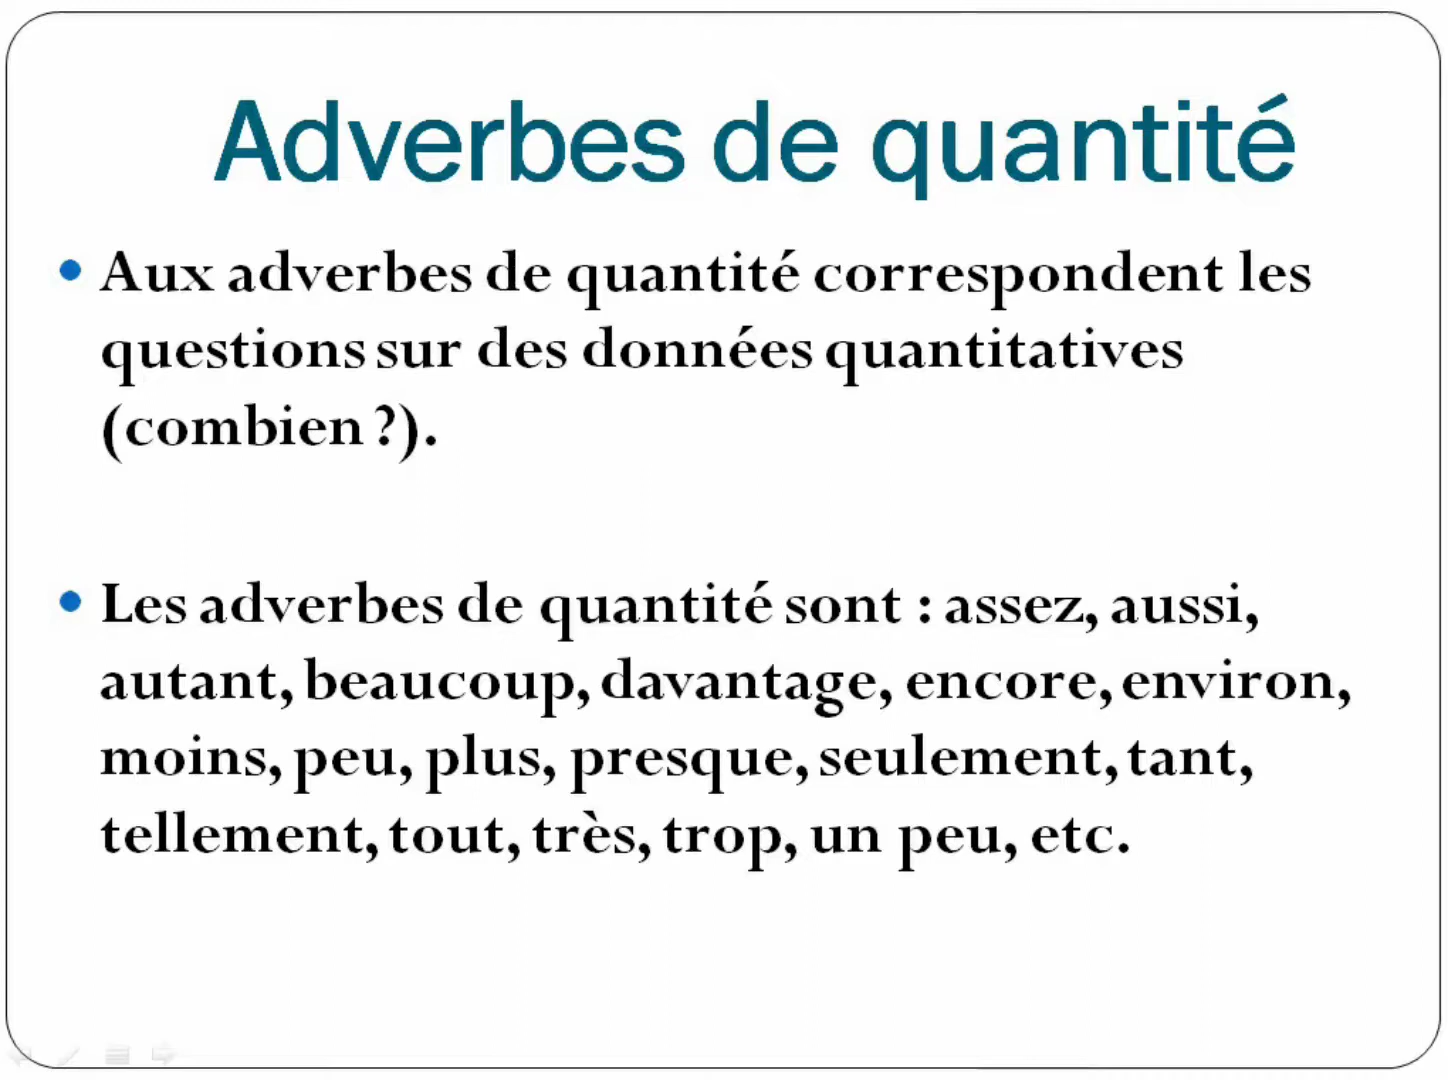 Adverbes de quantité
• Aux adverbes de quantité correspondent les
questions sur des données quantitatives
(combien ?).
• Les adverbes de quantité sont : assez, aussi,
autant, beaucoup, davantage, encore, environ,
moins, peu, plus, presque, seulement, tant,
tellement, tout, très, trop, un peu, etc.